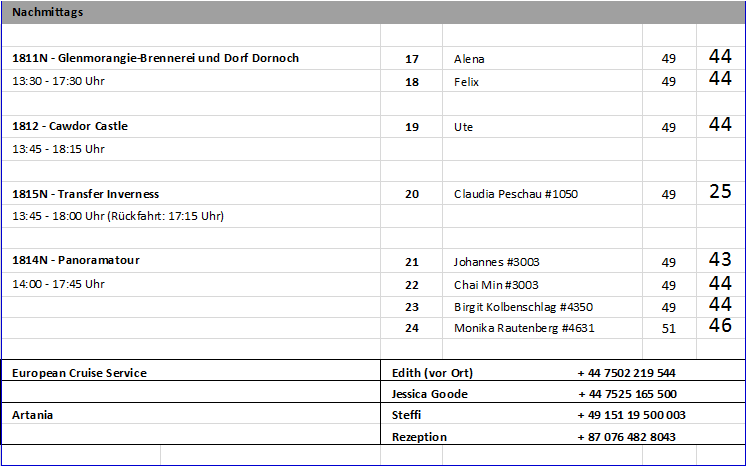 Nachmittags
1811N - Glenmorangie-Brennerei und Dorf Dornoch 17 Alena 49 44
13:30 - 17:30 Uhr 18 Felix 49 44
1812 - Cawdor Castle 19 Ute 49 44
13:45 - 18:15 Uhr
1815N - Transfer Inverness 20 Claudia Peschau #1050 49 25
13:45 - 18:00 Uhr (Rückfahrt: 17:15 Uhr)
1814N - Panoramatour 21 Johannes #3003 49 43
14:00 - 17:45 Uhr 22 Chai Min #3003 49 44
23 Birgit Kolbenschlag #4350 49 44
24 Monika Rautenberg #4631 51 46
European Cruise Service Edith (vor Ort) + 44 7502 219 544
Jessica Goode + 44 7525 165 500
Artania Steffi + 49 151 19 500 003
Rezeption + 87 076 482 8043